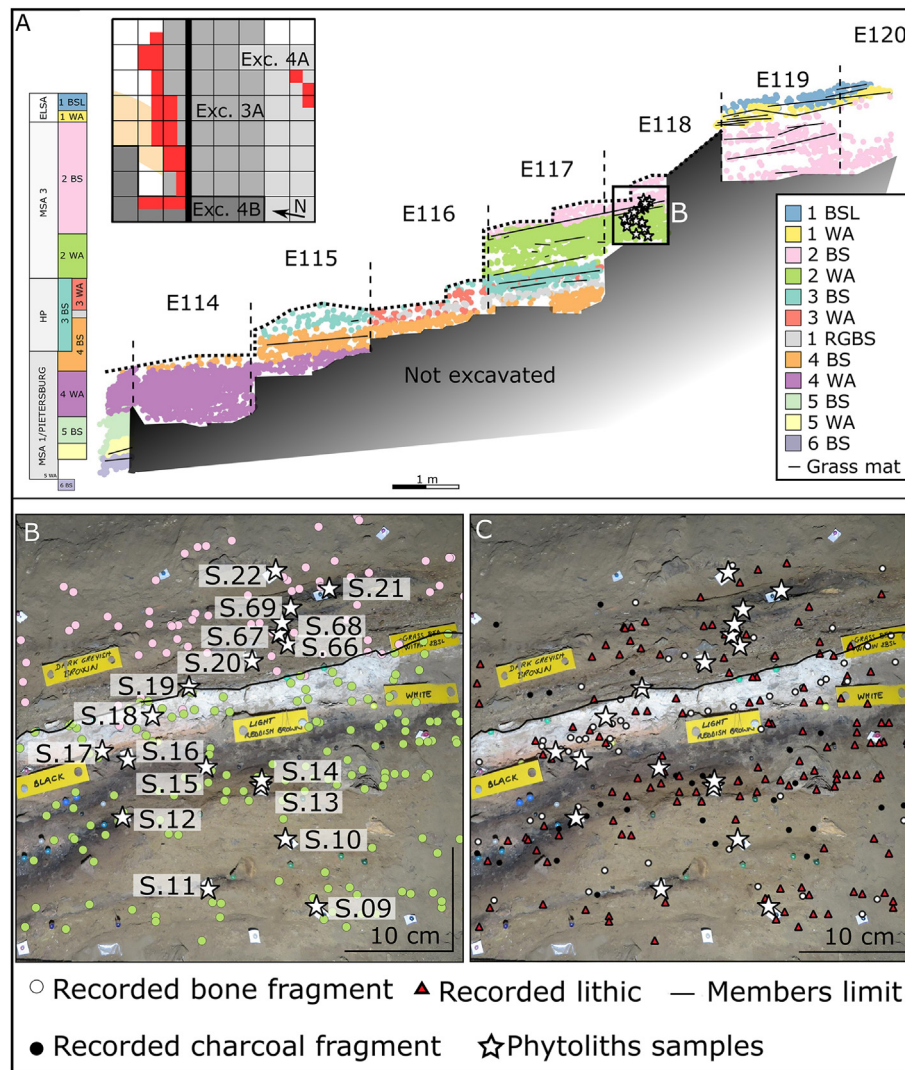 A
Exc. 4A
Exc. 3A
Exc. 4B
N
E114
E115
E116
E117
E118
E119
E120
B
Not excavated
1 m
ELSA
MSA 3
HP
MSA 1/PIETERSBURG
1 BSL
1 WA
2 BS
2 WA
3 BS
3 WA
4 BS
4 WA
5 BS
5 WA
6 BS
1 BSL
1 WA
2 BS
2 WA
3 BS
3 WA
1 RGBS
4 BS
4 WA
5 BS
5 WA
6 BS
Grass mat
B
S.22
S.21
S.69
S.68
S.67
S.66
S.20
S.19
S.18
S.17
S.16
S.15
S.14
S.13
S.12
S.10
S.11
S.09
DARK GREYISH
BROWN
GRASS BED
WHITE
LIGHT
REDDISH BROWN
BLACK
10 cm
C
DARK GREYISH
BROWN
GRASS BED
WHITE
LIGHT
REDDISH BROWN
BLACK
10 cm
Recorded bone fragment
Recorded lithic
Members limit
Recorded charcoal fragment
Phytoliths samples